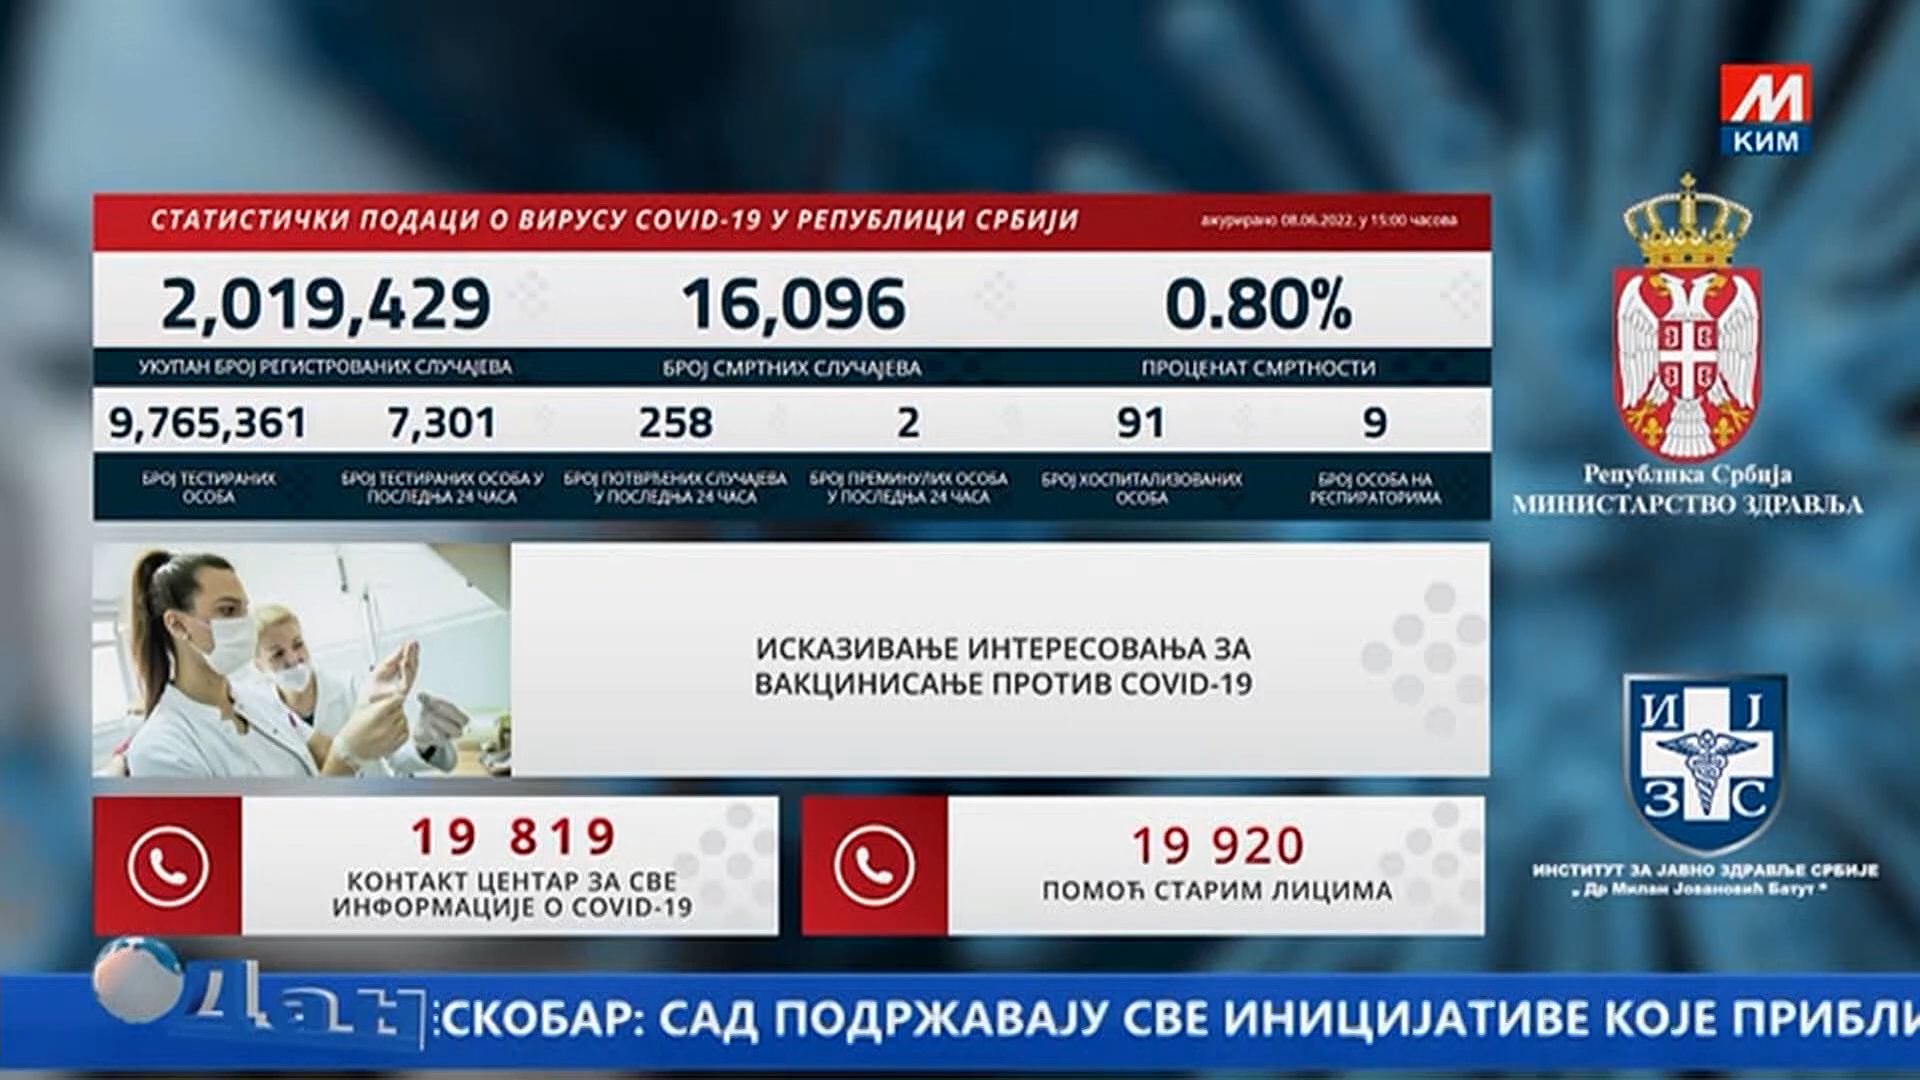 М
КИМ
СТАТИСТИЧКИ ПОДАЦИ О ВИРУСУ COVID-19 У РЕПУБЛИЦИ СРБИЈИ
ажурирано 08.06.2022. у 15:00 часова
2,019,429
16,096
0.80%
УКУПАН БРОЈ РЕГИСТРОВАНИХ СЛУЧАЈЕВА
БРОЈ СМРТНИХ СЛУЧАЈЕВА
ПРОЦЕНАТ СМРТНОСТИ
9,765,361
7,301
258
2
91
9
БРОЈ ТЕСТИРАНИХ
ОСОБА
БРОЈ ТЕСТИРАНИХ ОСОБА У
ПОСЛЕДЊА 24 ЧАСА
БРОЈ ПОТВРЂЕНИХ СЛУЧАЈЕВА
У ПОСЛЕДЊА 24 ЧАСА
БРОЈ ПРЕМИНУЛИХ ОСОБА
У ПОСЛЕДЊА 24 ЧАСА
БРОЈ ХОСПИТАЛИЗОВАНИХ
ОСОБА
БРОЈ ОСОБА НА
РЕСПИРАТОРИМА
Република Србија
МИНИСТАРСТВО ЗДРАВЉА
ИСКАЗИВАЊЕ ИНТЕРЕСОВАЊА ЗА
ВАКЦИНИСАЊЕ ПРОТИВ COVID-19
И Ј
З С
ИНСТИТУТ ЗА ЈАВНО ЗДРАВЉЕ СРБИЈЕ
„Др Милан Јовановић Батут"
19 819
КОНТАКТ ЦЕНТАР ЗА СВЕ
ИНФОРМАЦИЈЕ О COVID-19
19 920
ПОМОЋ СТАРИМ ЛИЦИМА
Дан
ЕСКОБАР: САД ПОДРЖАВАЈУ СВЕ ИНИЦИЈАТИВЕ КОЈЕ ПРИБЛИ